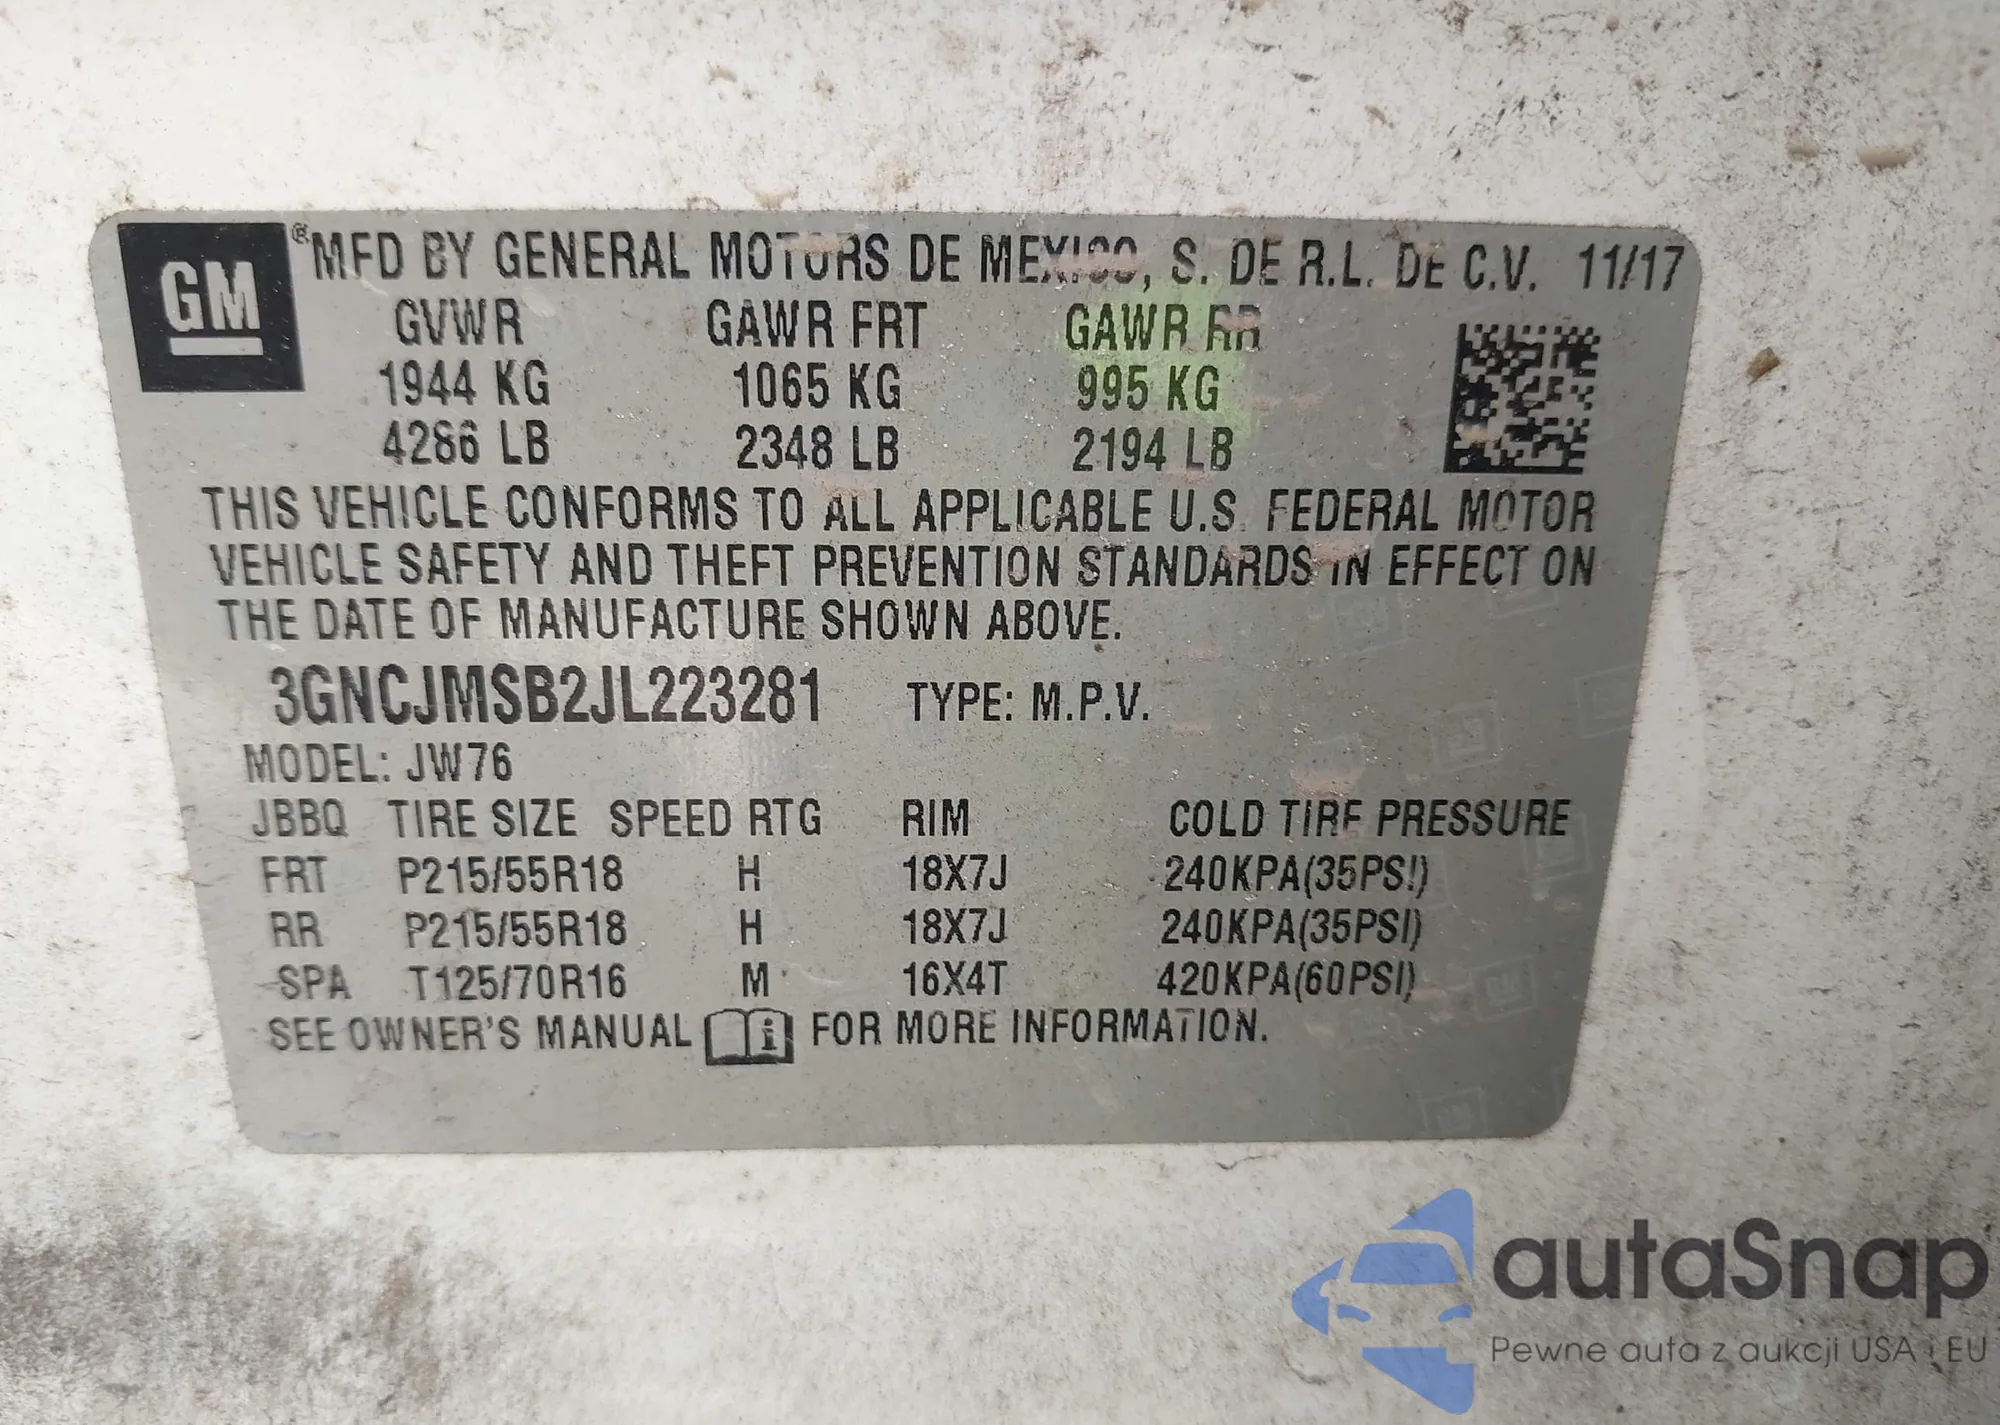 GM
®MFD BY GENERAL MOTORS DE MEXICO, S. DE R.L. DE C.V. 11/17
GVWR GAWR FRT GAWR RR
1944 KG 1065 KG 995 KG
4286 LB 2348 LB 2194 LB
THIS VEHICLE CONFORMS TO ALL APPLICABLE U.S. FEDERAL MOTOR
VEHICLE SAFETY AND THEFT PREVENTION STANDARDS IN EFFECT ON
THE DATE OF MANUFACTURE SHOWN ABOVE.
3GNCJMSB2JL223281 TYPE: M.P.V.
MODEL: JW76
JBBQ TIRE SIZE SPEED RTG RIM COLD TIRE PRESSURE
FRT P215/55R18 H 18X7J 240KPA(35PSI)
RR P215/55R18 H 18X7J 240KPA(35PSI)
SPA T125/70R16 M 16X4T 420KPA(60PSI)
SEE OWNER'S MANUAL i FOR MORE INFORMATION.
autaSnap
Pewne auta z aukcji USA i EU